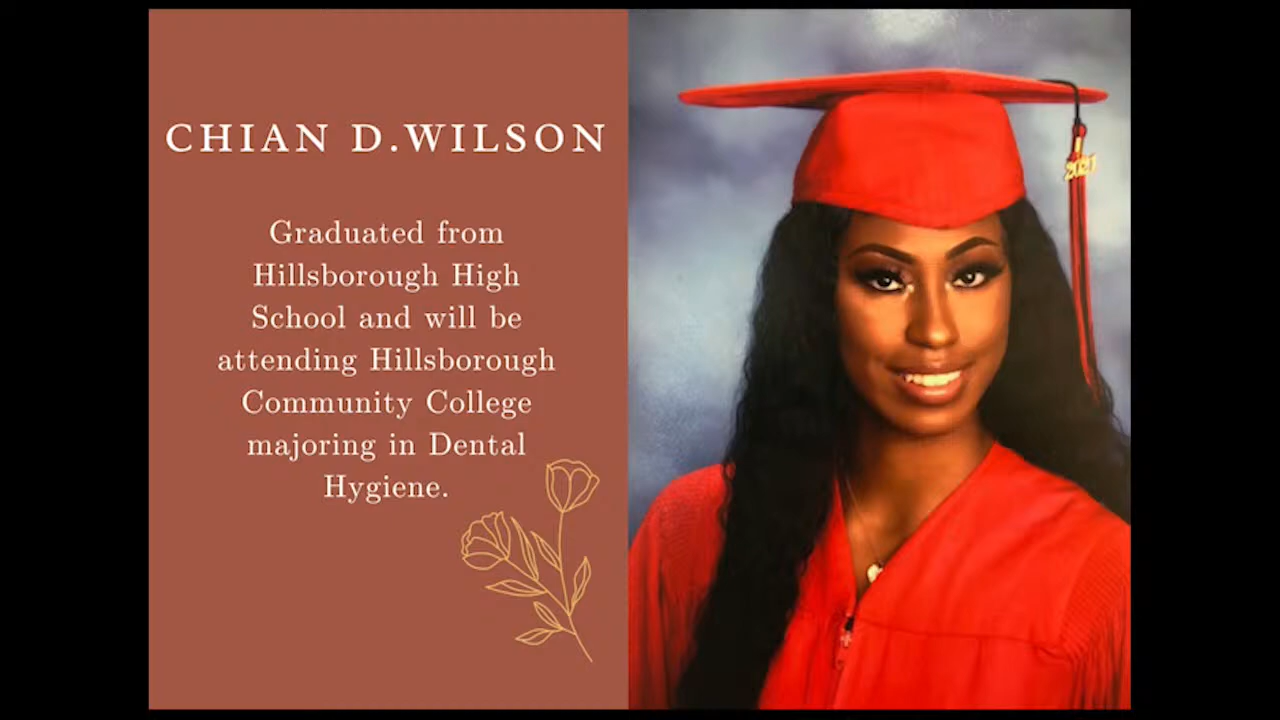 CHIAN D.WILSON
Graduated from
Hillsborough High
School and will be
attending Hillsborough
Community College
majoring in Dental
Hygiene.